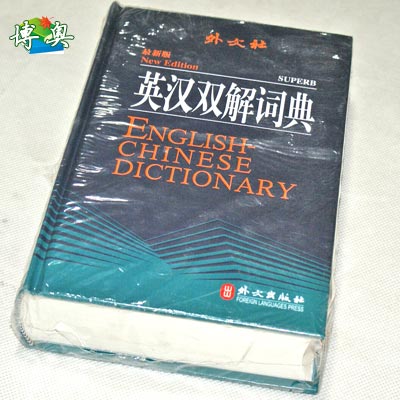 博奥
外文社
最新版
New Edition
SUPERB
英汉双解词典
ENGLISH-
CHINESE
DICTIONARY
外文出版社
FOREIGN LANGUAGES PRESS